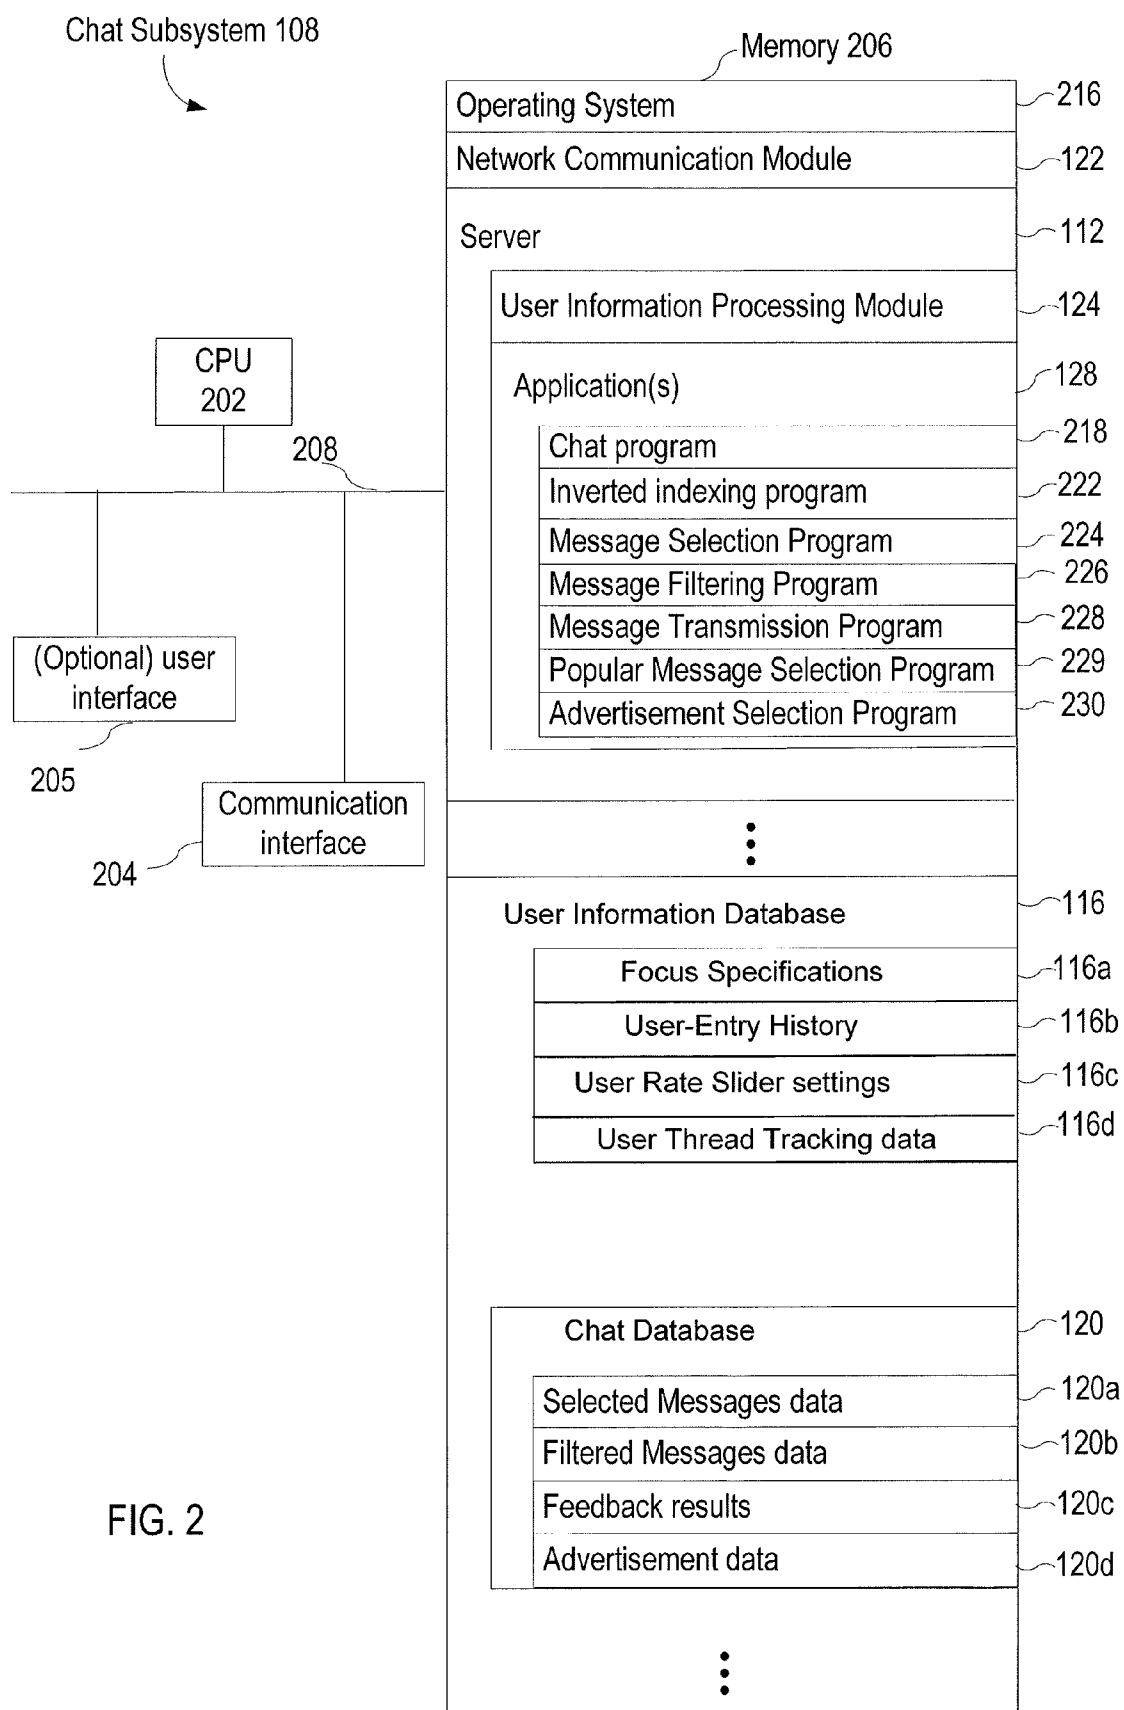 Chat Subsystem 108
Memory 206
Operating System 216
Network Communication Module 122
Server 112
User Information Processing Module 124
Application(s) 128
Chat program 218
Inverted indexing program 222
Message Selection Program 224
Message Filtering Program 226
Message Transmission Program 228
Popular Message Selection Program 229
Advertisement Selection Program 230
CPU
202
208
(Optional) user
interface
205
Communication
interface
204
User Information Database 116
Focus Specifications 116a
User-Entry History 116b
User Rate Slider settings 116c
User Thread Tracking data 116d
Chat Database 120
Selected Messages data 120a
Filtered Messages data 120b
Feedback results 120c
Advertisement data 120d
FIG. 2